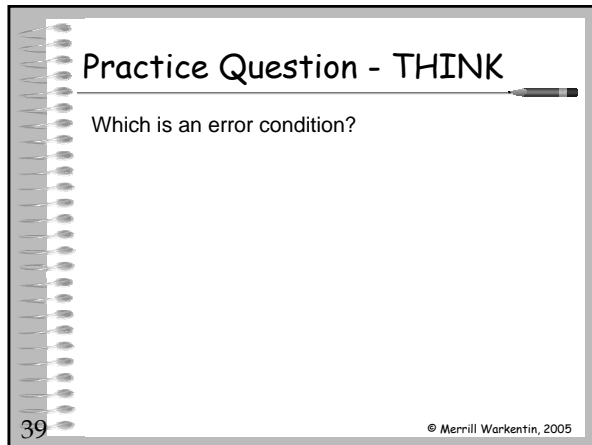 Practice Question - THINK
Which is an error condition?
39
© Merrill Warkentin, 2005